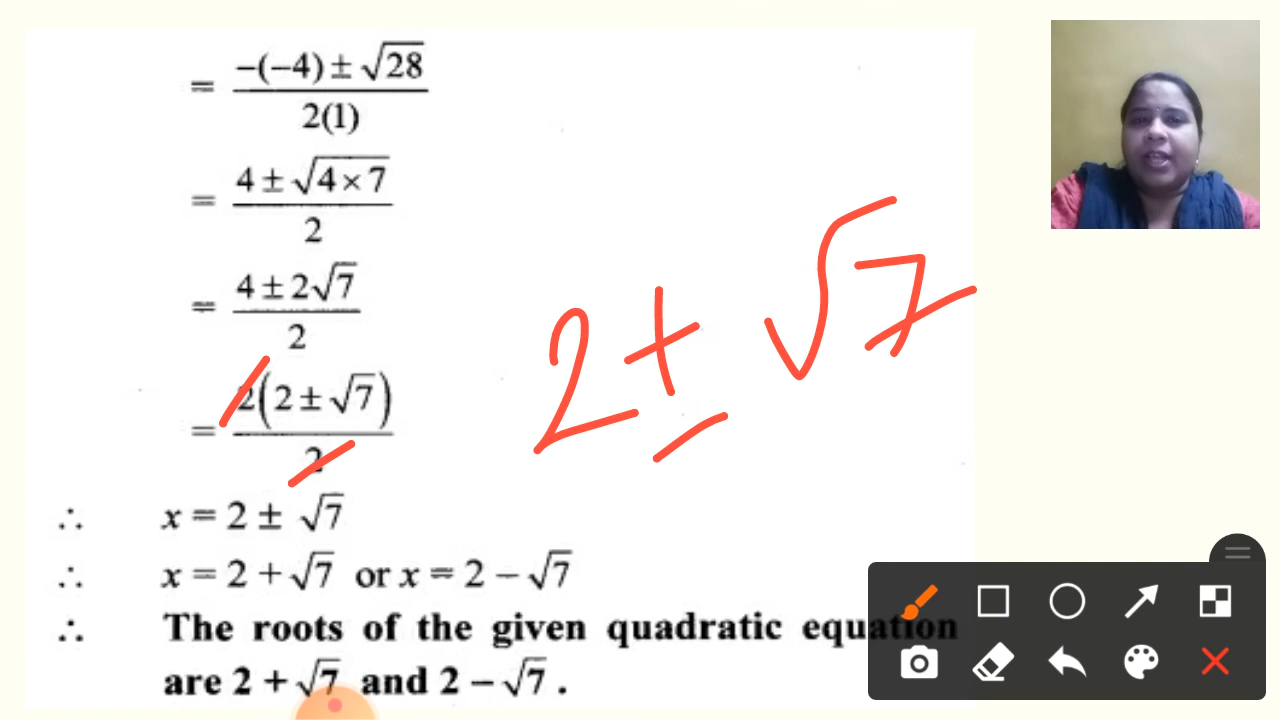 = -(-4) ± √28 / 2(1)
= 4 ± √4 × 7 / 2
= 4 ± 2√7 / 2
= 2(2 ± √7) / 2
2 ± √7
∴ x = 2 ± √7
∴ x = 2 + √7 or x = 2 − √7
∴ The roots of the given quadratic equation
are 2 + √7 and 2 − √7 .